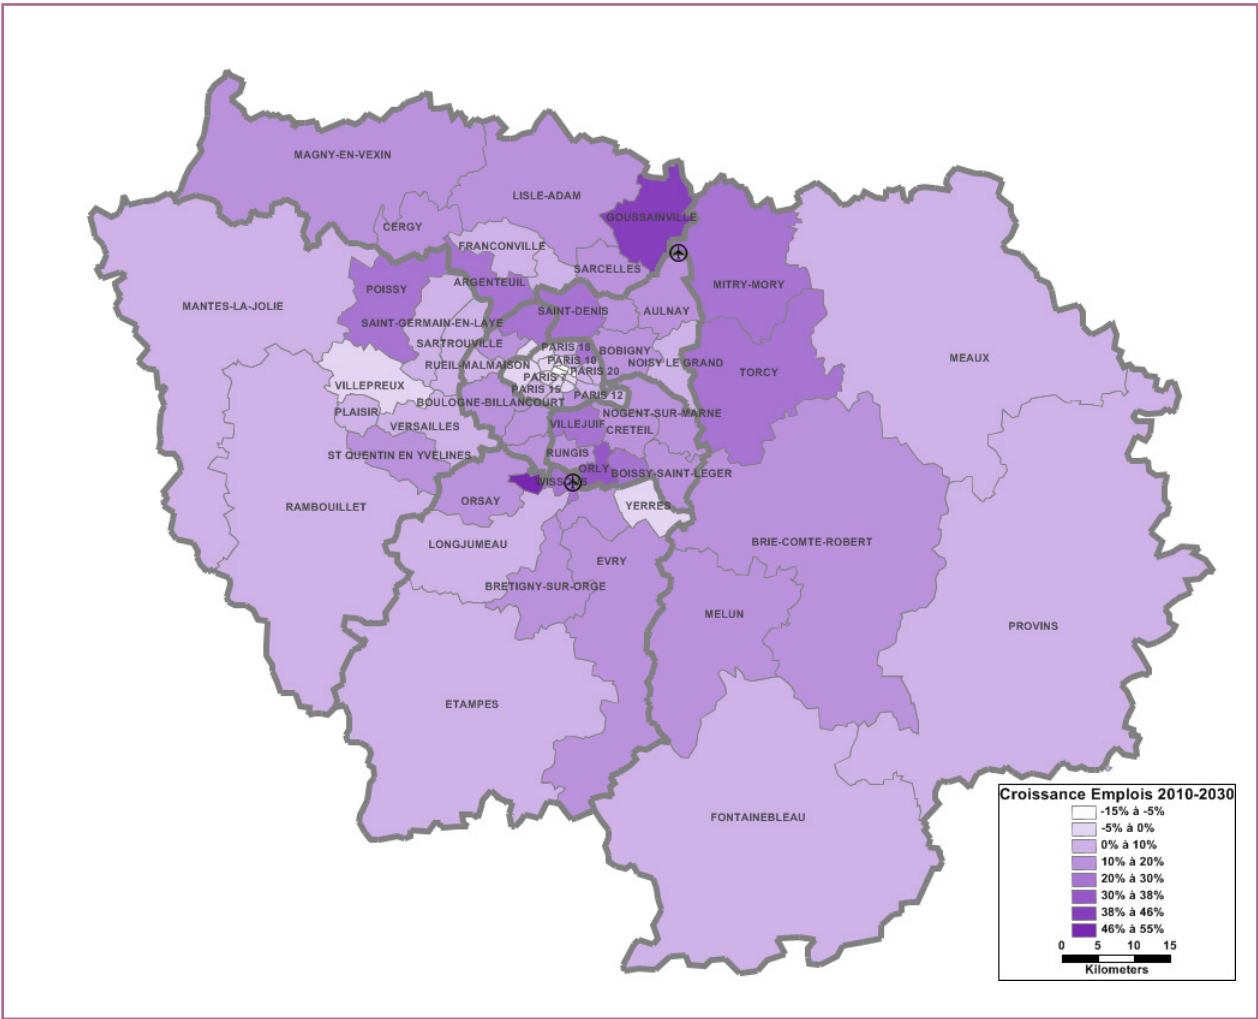 MAGNY-EN-VEXIN
LISLE-ADAM
GOUSSAINVILLE
CERGY
FRANCONVILLE
SARCELLES
ARGENTEUIL
MITRY-MORY
POISSY
MANTES-LA-JOLIE
SAINT-DENIS
AULNAY
SAINT-GERMAIN-EN-LAYE
SARTROUVILLE
PARIS 18
BOBIGNY
MEAUX
PARIS 10
RUEIL-MALMAISON
NOISY LE GRAND
PARIS 20
TORCY
PARIS 7
VILLEPREUX
PARIS 15
PARIS 12
BOULOGNE-BILLANCOURT
PLAISIR
NOGENT-SUR-MARNE
VERSAILLES
VILLEJUIF
CRETEIL
ST QUENTIN EN YVELINES
RUNGIS
ORLY
BOISSY-SAINT-LEGER
WISSOUS
ORSAY
RAMBOUILLET
YERRES
LONGJUMEAU
BRIE-COMTE-ROBERT
EVRY
BRETIGNY-SUR-ORGE
MELUN
PROVINS
ETAMPES
FONTAINEBLEAU
Croissance Emplois 2010-2030
-15% à -5%
-5% à 0%
0% à 10%
10% à 20%
20% à 30%
30% à 38%
38% à 46%
46% à 55%
0 5 10 15
Kilometers